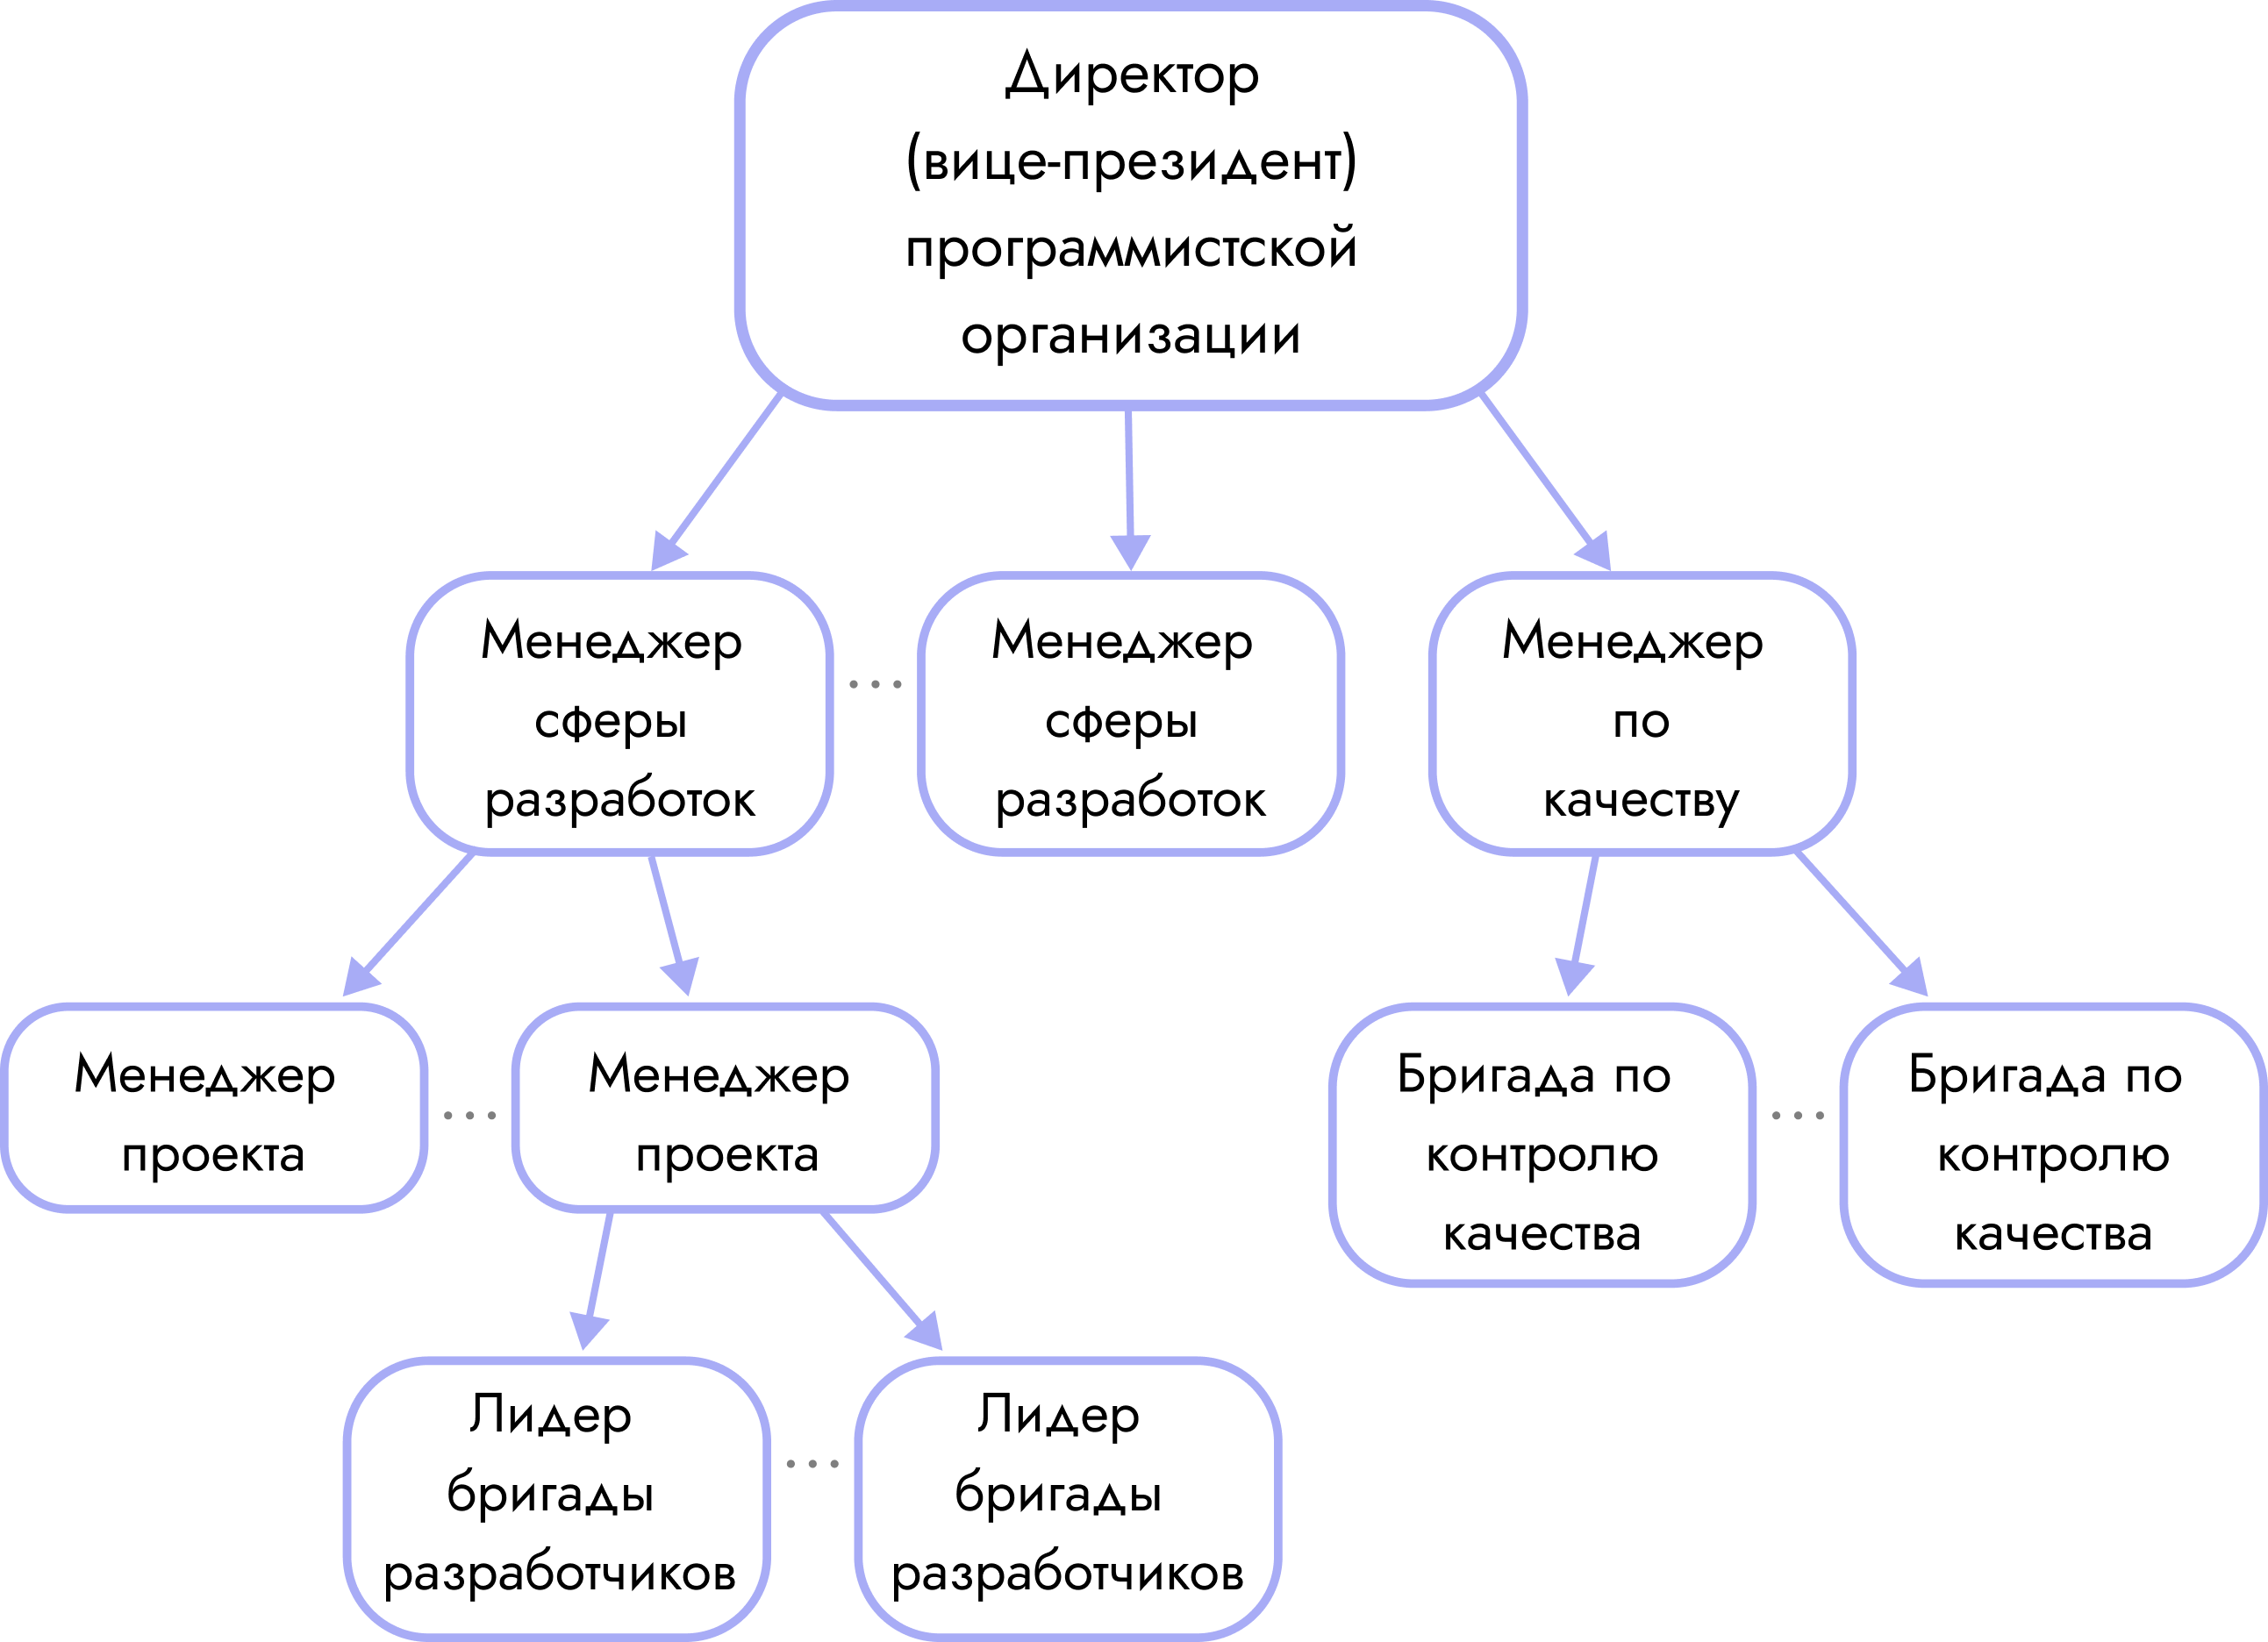 Директор
(вице-президент)
программистской
организации
Менеджер
сферы
разработок
. . .
Менеджер
сферы
разработок
Менеджер
по
качеству
Менеджер
проекта
. . .
Менеджер
проекта
Бригада по
контролю
качества
. . .
Бригада по
контролю
качества
Лидер
бригады
разработчиков
. . .
Лидер
бригады
разработчиков